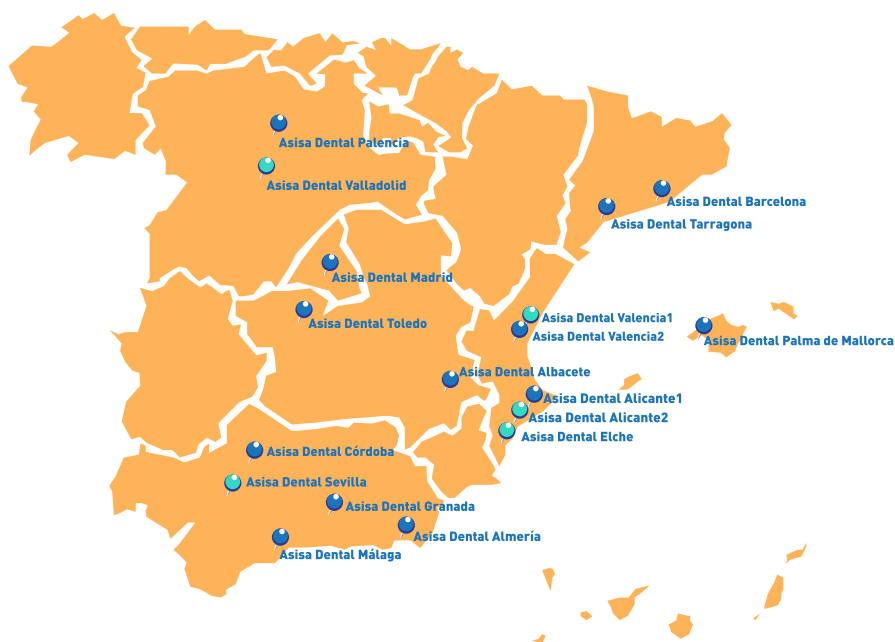 Asisa Dental Palencia
Asisa Dental Valladolid
Asisa Dental Barcelona
Asisa Dental Tarragona
Asisa Dental Madrid
Asisa Dental Toledo
Asisa Dental Valencia1
Asisa Dental Valencia2
Asisa Dental Palma de Mallorca
Asisa Dental Albacete
Asisa Dental Alicante1
Asisa Dental Alicante2
Asisa Dental Elche
Asisa Dental Córdoba
Asisa Dental Sevilla
Asisa Dental Granada
Asisa Dental Almería
Asisa Dental Málaga